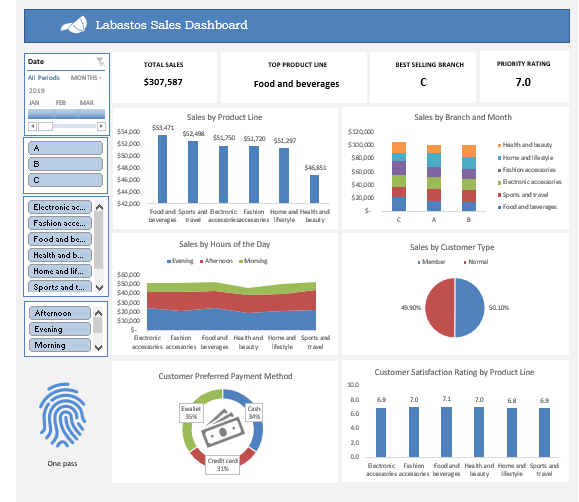 Labastos Sales Dashboard
Date
All Periods MONTHS
2019
JAN FEB MAR
A
B
C
Electronic ac...
Fashion acce...
Food and be...
Health and b...
Home and lif...
Sports and t...
Afternoon
Evening
Morning
One pass
TOTAL SALES
$307,587
TOP PRODUCT LINE
Food and beverages
BEST SELLING BRANCH
C
PRIORITY RATING
7.0
Sales by Product Line
$54,000
$52,000
$50,000
$48,000
$46,000
$44,000
$42,000
$53,471
$52,498
$51,750
$51,720
$51,297
$46,851
Food and beverages
Sports and travel
Electronic accessories
Fashion accessories
Home and lifestyle
Health and beauty
Sales by Branch and Month
$120,000
$100,000
$80,000
$60,000
$40,000
$20,000
$-
C A B
Health and beauty
Home and lifestyle
Fashion accessories
Electronic accessories
Sports and travel
Food and beverages
Sales by Hours of the Day
Evening Afternoon Morning
$60,000
$50,000
$40,000
$30,000
$20,000
$10,000
$-
Electronic accessories
Fashion accessories
Food and beverages
Health and beauty
Home and lifestyle
Sports and travel
Sales by Customer Type
Member Normal
49.90%
50.10%
Customer Preferred Payment Method
Ewallet
35%
Cash
34%
Credit card
31%
Customer Satisfaction Rating by Product Line
10.0
8.0
6.0
4.0
2.0
0.0
6.9
7.0
7.1
7.0
6.8
6.9
Electronic accessories
Fashion accessories
Food and beverages
Health and beauty
Home and lifestyle
Sports and travel